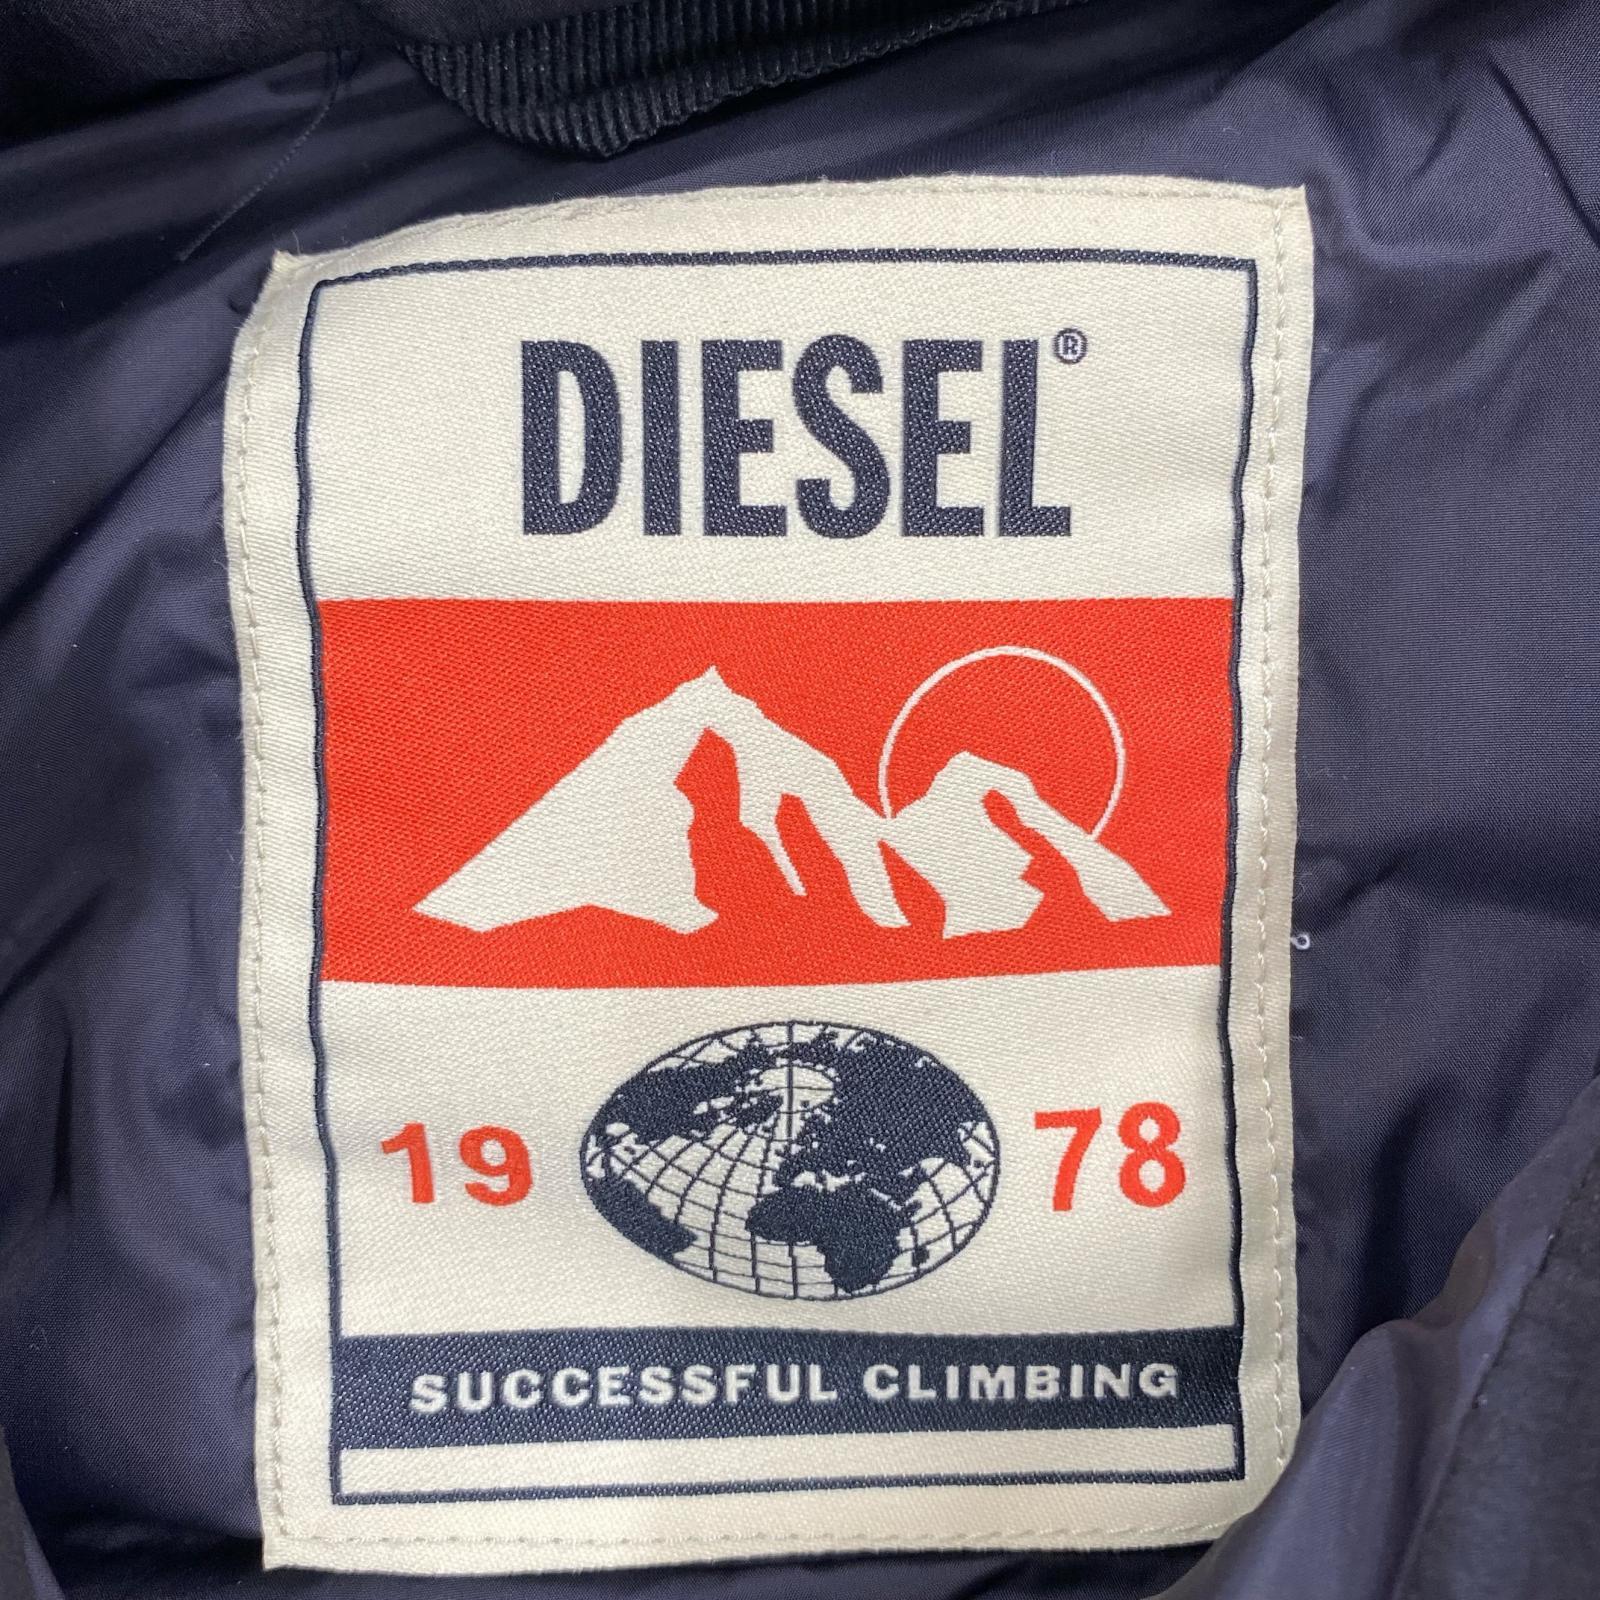 DIESEL®
19 78
SUCCESSFUL CLIMBING